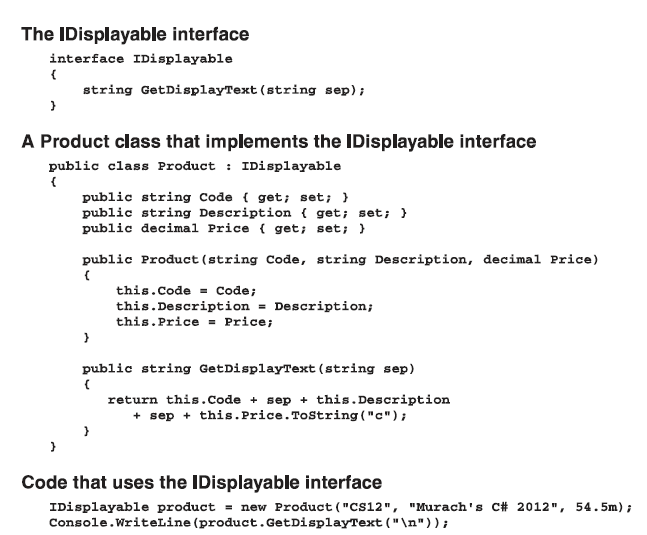 The IDisplayable interface
interface IDisplayable
{
string GetDisplayText(string sep);
}
A Product class that implements the IDisplayable interface
public class Product : IDisplayable
{
public string Code { get; set; }
public string Description { get; set; }
public decimal Price { get; set; }
public Product(string Code, string Description, decimal Price)
{
this.Code = Code;
this.Description = Description;
this.Price = Price;
}
public string GetDisplayText(string sep)
{
return this.Code + sep + this.Description
+ sep + this.Price.ToString("c");
}
}
Code that uses the IDisplayable interface
IDisplayable product = new Product("CS12", "Murach's C# 2012", 54.5m);
Console.WriteLine(product.GetDisplayText("\n"));